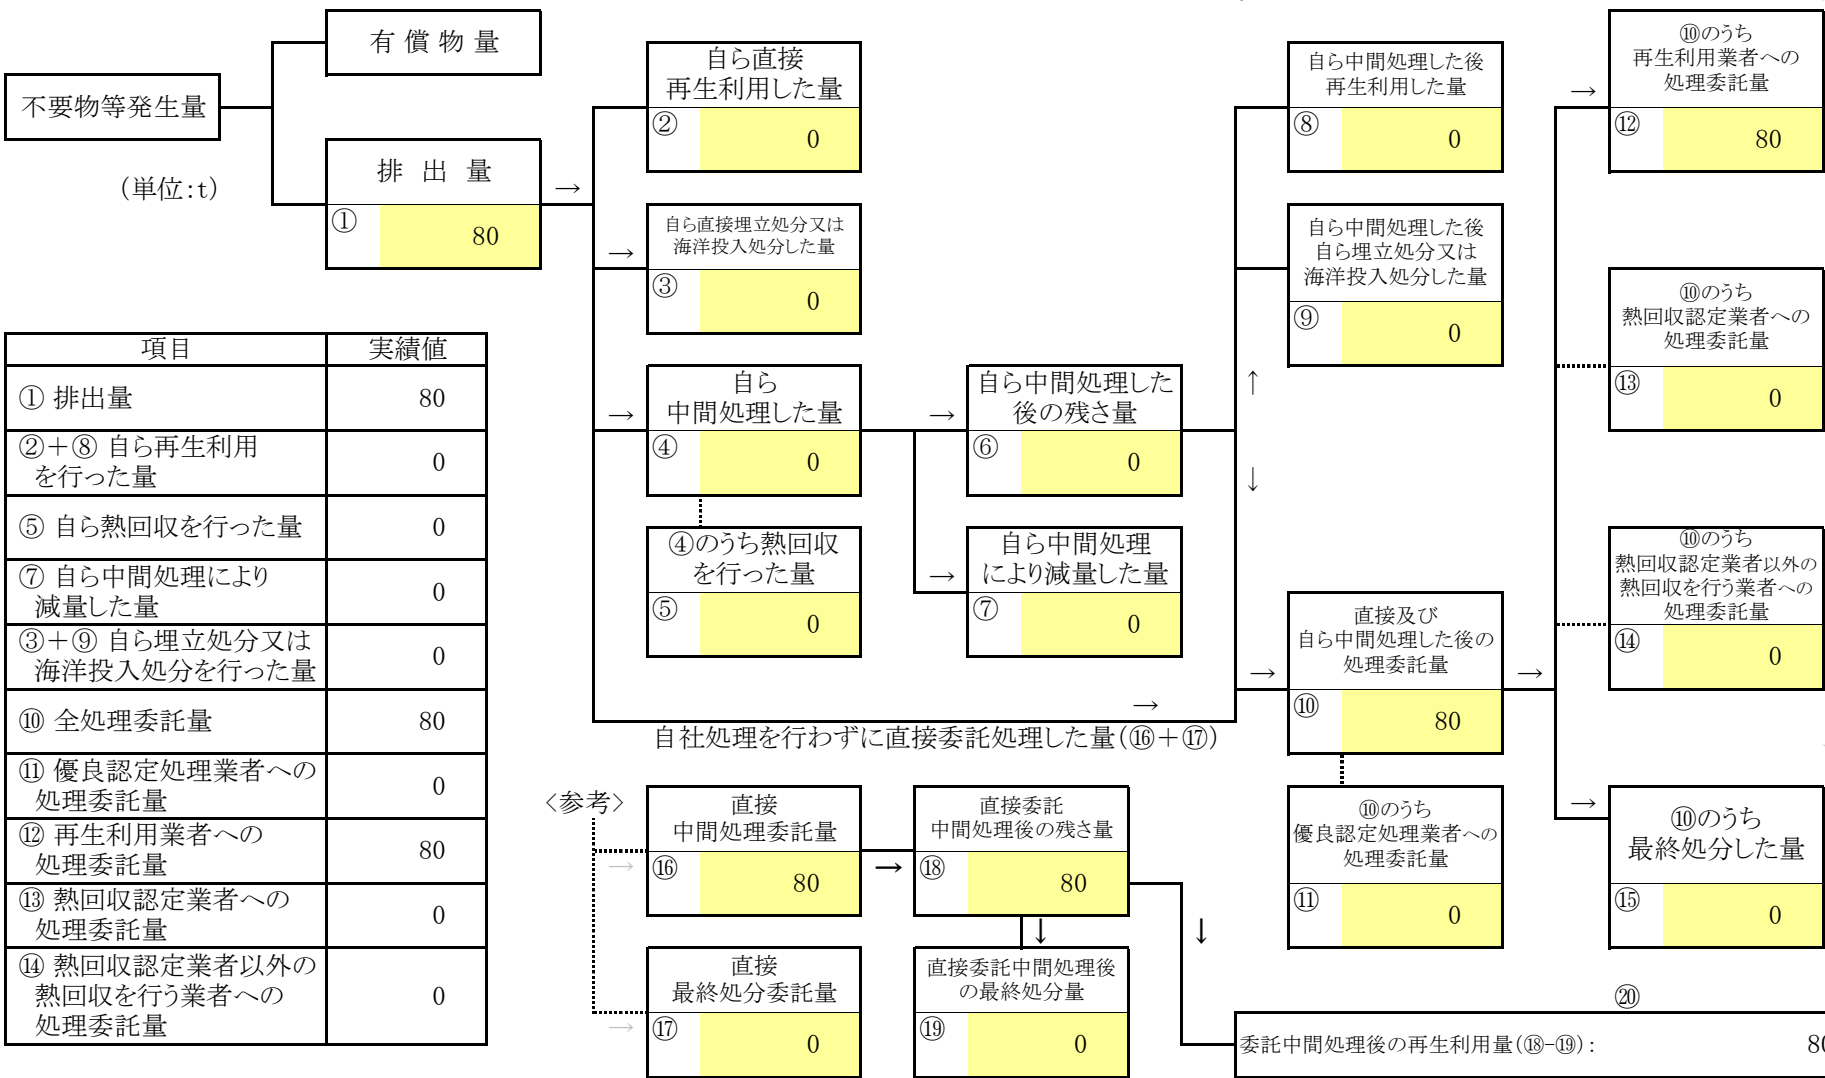 有 償 物 量
不要物等発生量
(単位:t)
排 出 量
①
80
→
自ら直接
再生利用した量
②
0
→
自ら直接埋立処分又は
海洋投入処分した量
③
0
→
自ら
中間処理した量
④
0
④のうち熱回収
を行った量
⑤
0
→
自ら中間処理した
後の残さ量
⑥
0
→
自ら中間処理
により減量した量
⑦
0
→
自社処理を行わずに直接委託処理した量(⑯+⑰)
自ら中間処理した後
再生利用した量
⑧
0
自ら中間処理した後
自ら埋立処分又は
海洋投入処分した量
⑨
0
↑
↓
→
直接及び
自ら中間処理した後の
処理委託量
⑩
80
⑩のうち
優良認定処理業者への
処理委託量
⑪
0
→
→
⑩のうち
再生利用業者への
処理委託量
⑫
80
⑩のうち
熱回収認定業者への
処理委託量
⑬
0
⑩のうち
熱回収認定業者以外の
熱回収を行う業者への
処理委託量
⑭
0
→
⑩のうち
最終処分した量
⑮
0
項目 実績値
① 排出量 80
②+⑧ 自ら再生利用
を行った量 0
⑤ 自ら熱回収を行った量 0
⑦ 自ら中間処理により
減量した量 0
③+⑨ 自ら埋立処分又は
海洋投入処分を行った量 0
⑩ 全処理委託量 80
⑪ 優良認定処理業者への
処理委託量 0
⑫ 再生利用業者への
処理委託量 80
⑬ 熱回収認定業者への
処理委託量 0
⑭ 熱回収認定業者以外の
熱回収を行う業者への
処理委託量 0
〈参考〉
→
直接
中間処理委託量
⑯
80
→
直接委託
中間処理後の残さ量
⑱
80
↓
↓
→
直接
最終処分委託量
⑰
0
直接委託中間処理後
の最終処分量
⑲
0
⑳
委託中間処理後の再生利用量(⑱-⑲): 80